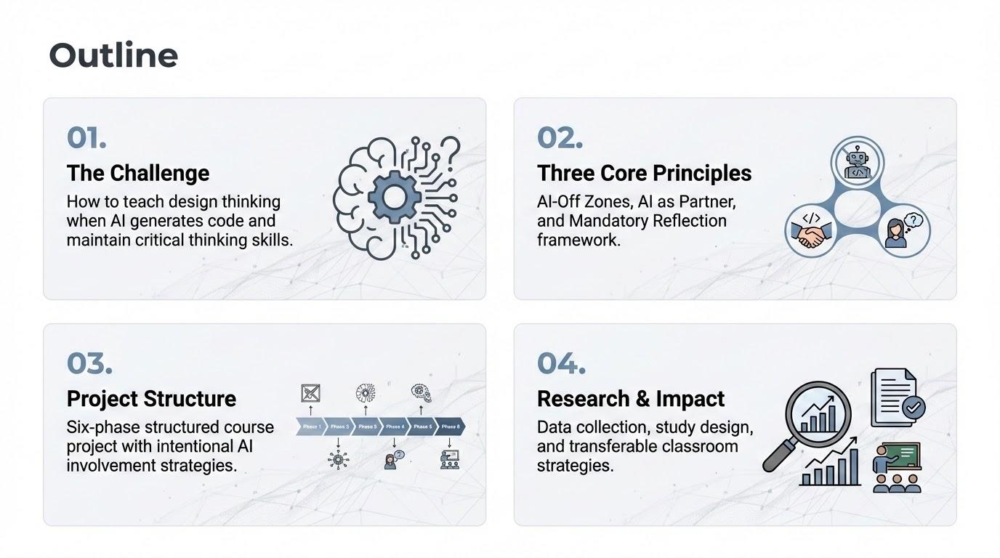 Outline
01.
The Challenge
How to teach design thinking
when AI generates code and
maintain critical thinking skills.
?
02.
Three Core Principles
AI-Off Zones, AI as Partner,
and Mandatory Reflection
framework.
</>
</>
?
03.
Project Structure
Six-phase structured course
project with intentional AI
involvement strategies.
Phase 1 Phase 3 Phase 5 Phase 4 Phase 5 Phase 6
?
04.
Research & Impact
Data collection, study design,
and transferable classroom
strategies.